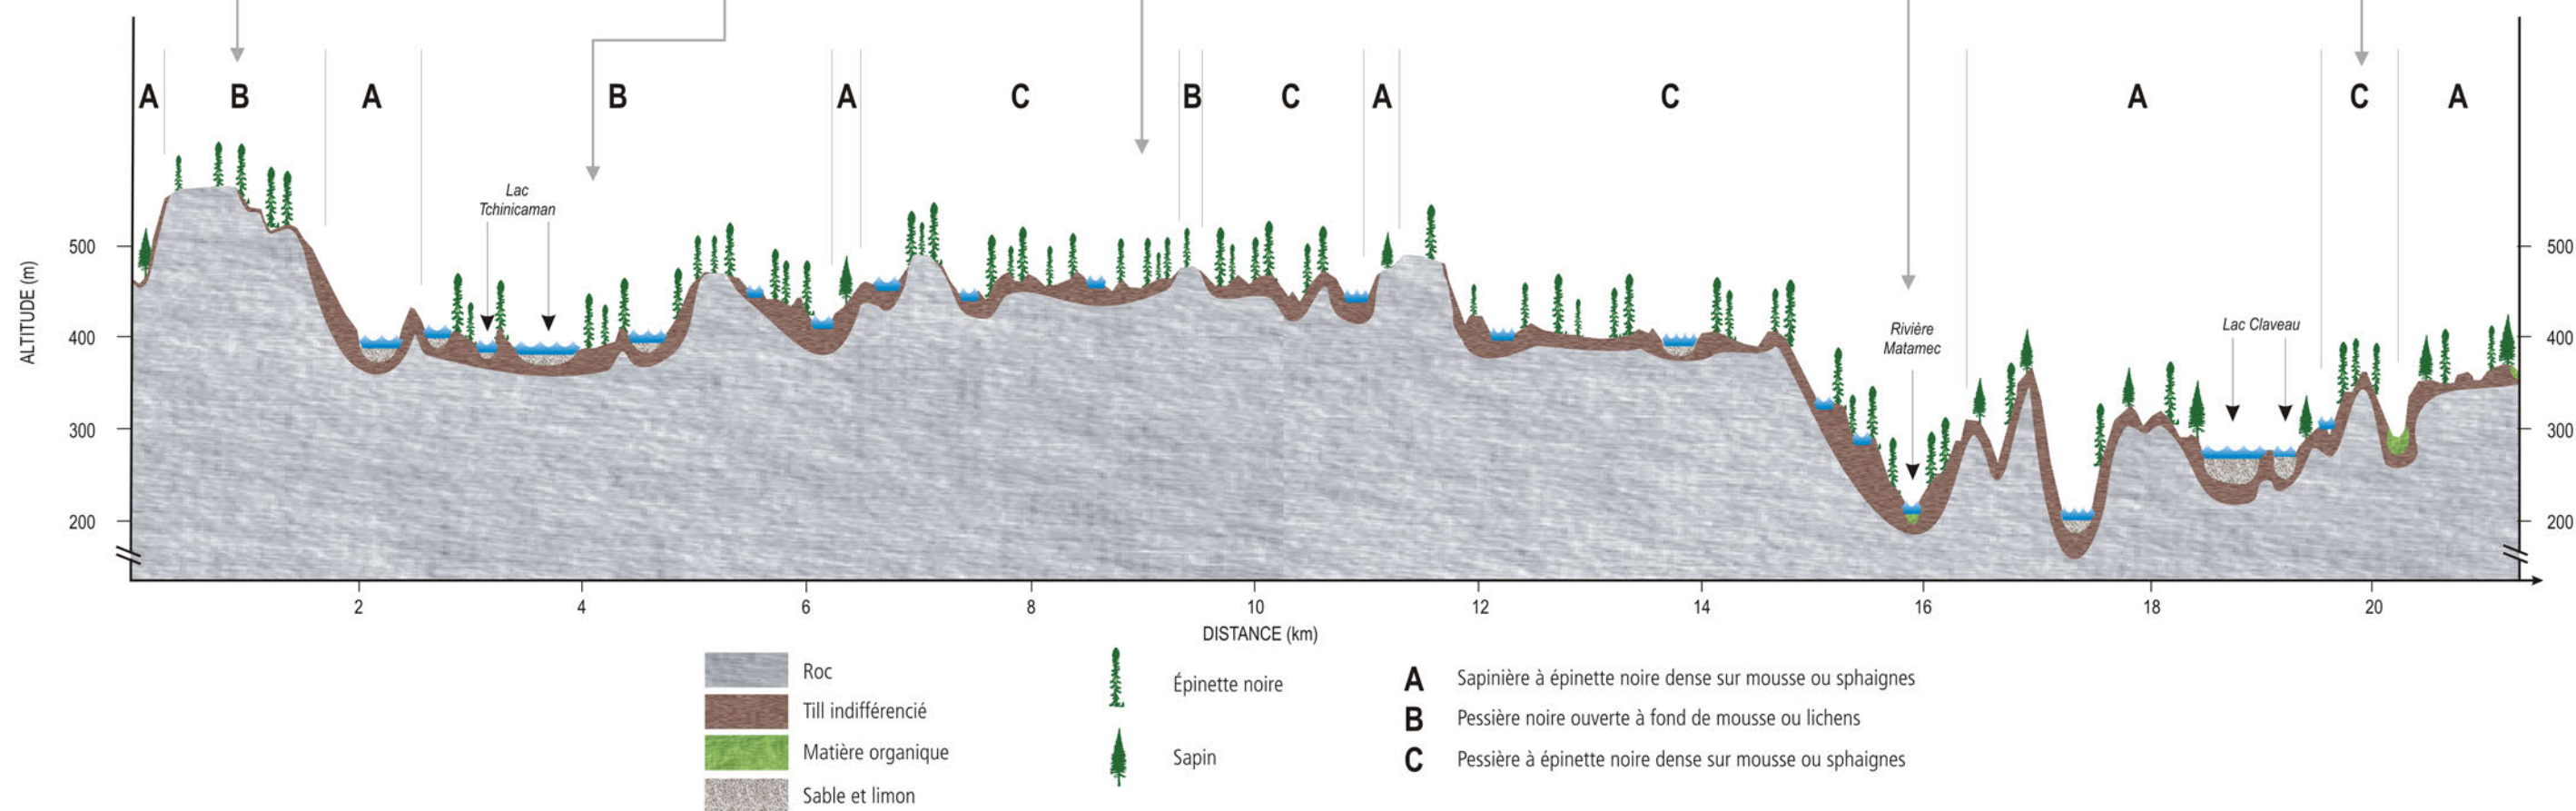 A B A B A C B C A C A C A
Lac
Tchinicaman
Rivière
Matamec
Lac Claveau
ALTITUDE (m)
500
400
300
200
500
400
300
200
2 4 6 8 10 12 14 16 18 20
DISTANCE (km)
Roc
Till indifférencié
Matière organique
Sable et limon
Épinette noire
Sapin
A Sapinière à épinette noire dense sur mousse ou sphaignes
B Pessière noire ouverte à fond de mousse ou lichens
C Pessière à épinette noire dense sur mousse ou sphaignes